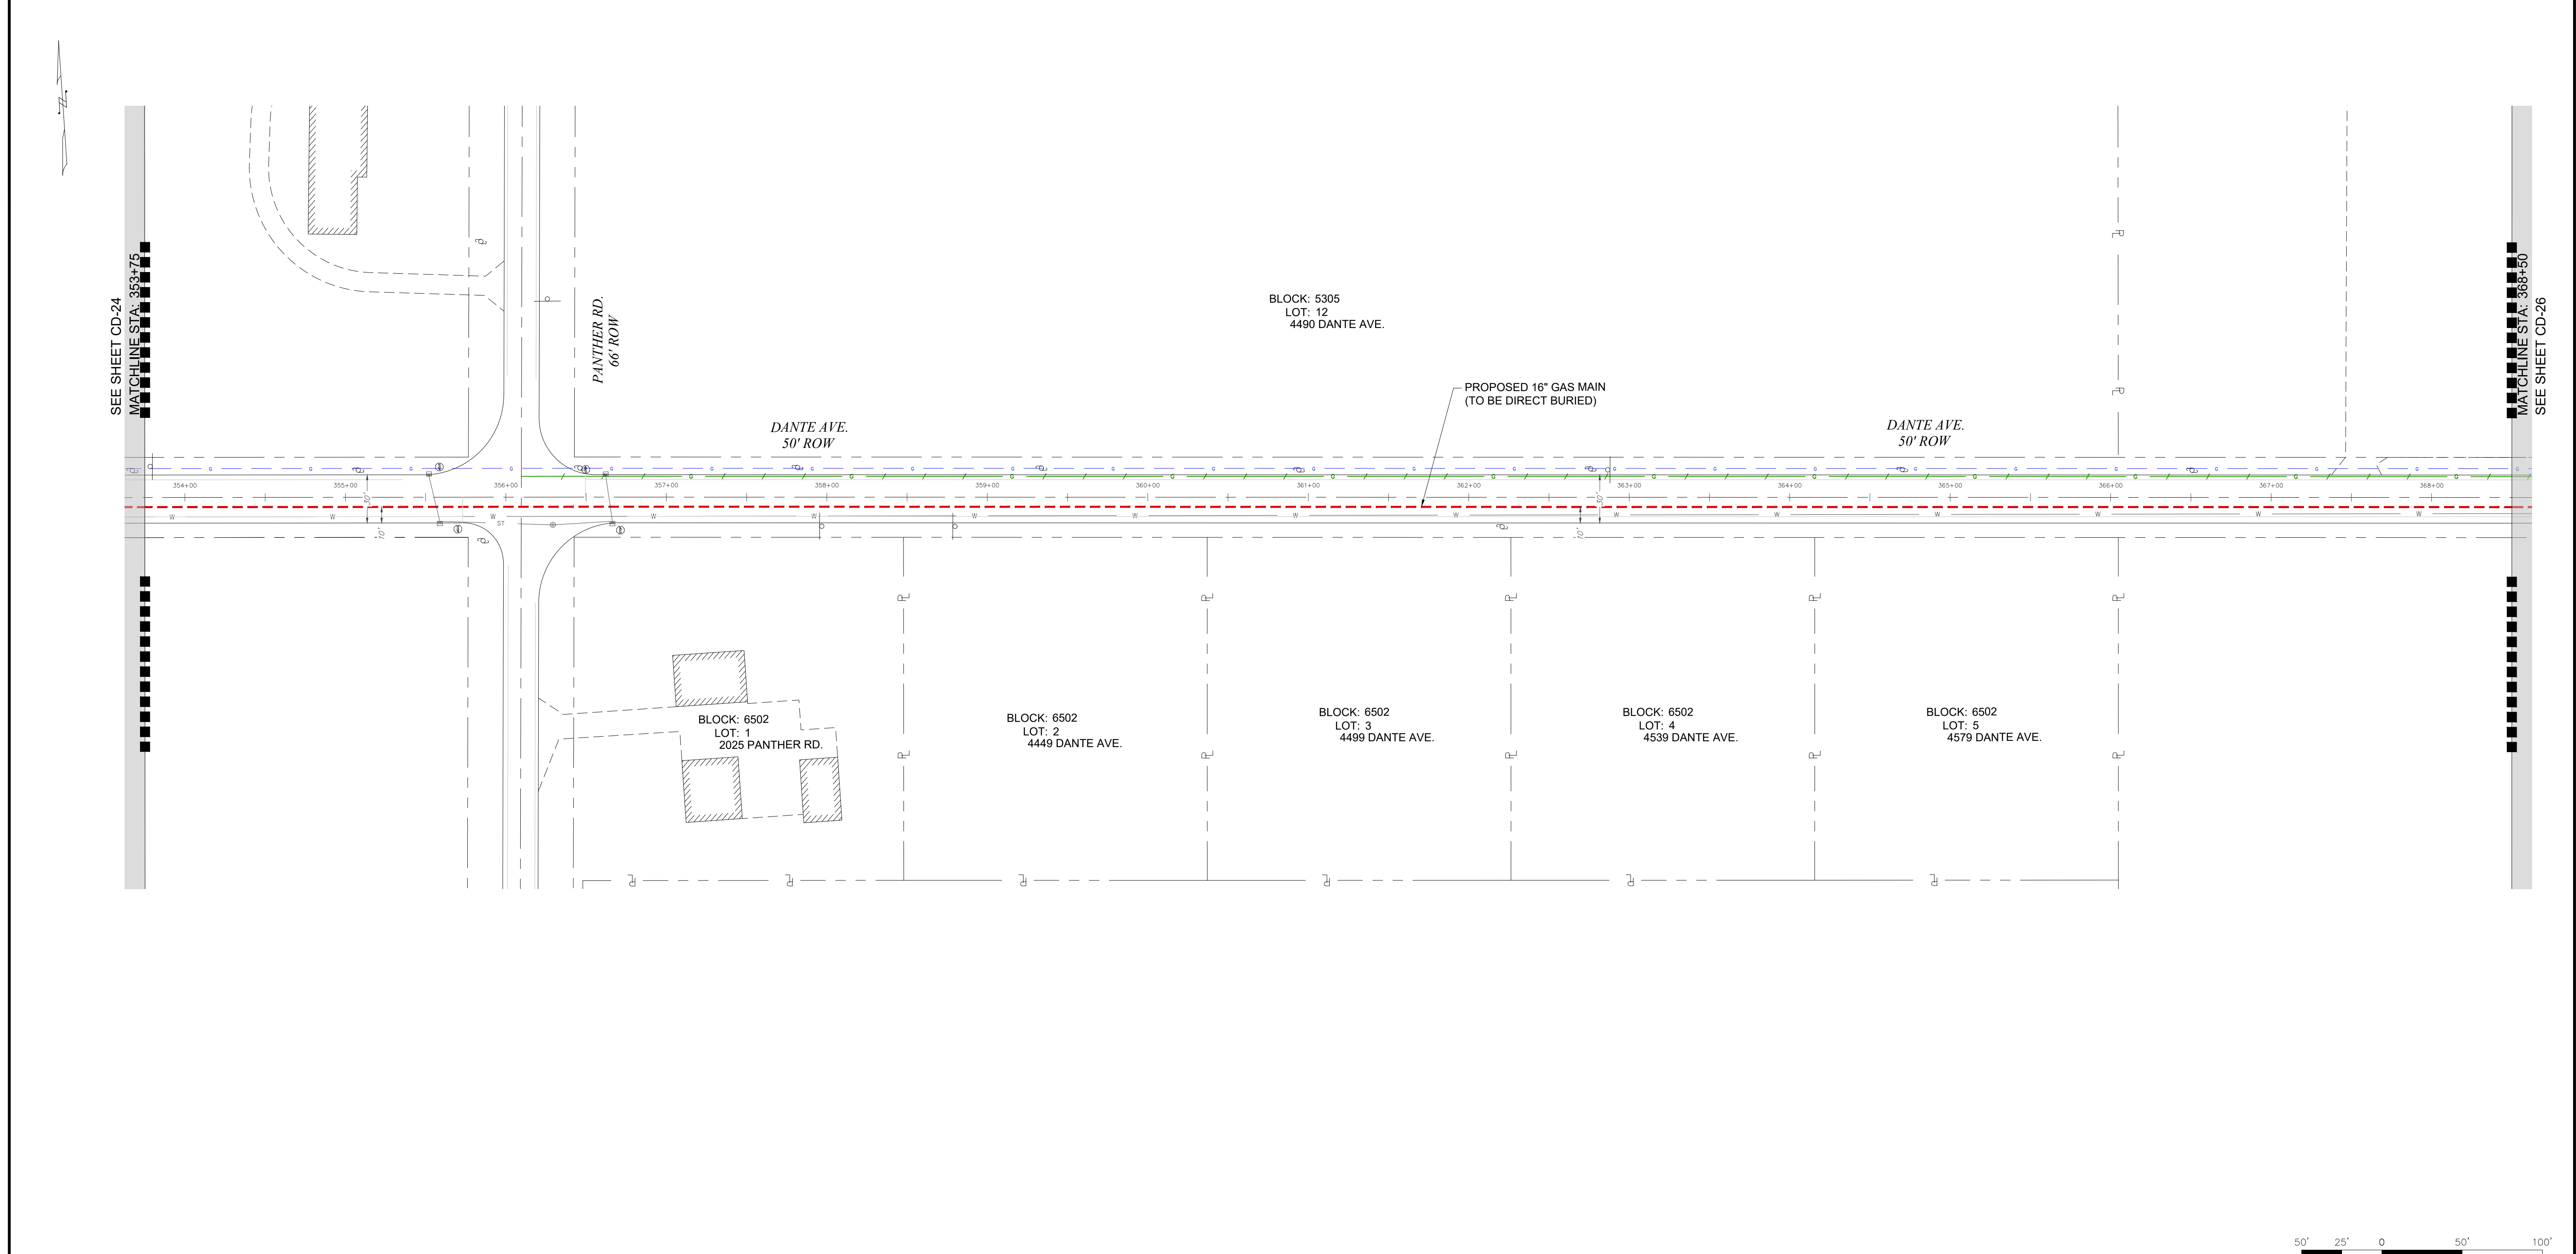 SEE SHEET CD-24
MATCHLINE STA: 353+75
PANTHER RD.
66' ROW
BLOCK: 5305
LOT: 12
4490 DANTE AVE.
MATCHLINE STA: 368+50
SEE SHEET CD-26
PROPOSED 16" GAS MAIN
(TO BE DIRECT BURIED)
DANTE AVE.
50' ROW
DANTE AVE.
50' ROW
354+00 355+00 356+00 357+00 358+00 359+00 360+00 361+00 362+00 363+00 364+00 365+00 366+00 367+00 368+00
30'
30'
10'
10'
ST
BLOCK: 6502
LOT: 1
2025 PANTHER RD.
BLOCK: 6502
LOT: 2
4449 DANTE AVE.
BLOCK: 6502
LOT: 3
4499 DANTE AVE.
BLOCK: 6502
LOT: 4
4539 DANTE AVE.
BLOCK: 6502
LOT: 5
4579 DANTE AVE.
50' 25' 0 50' 100'